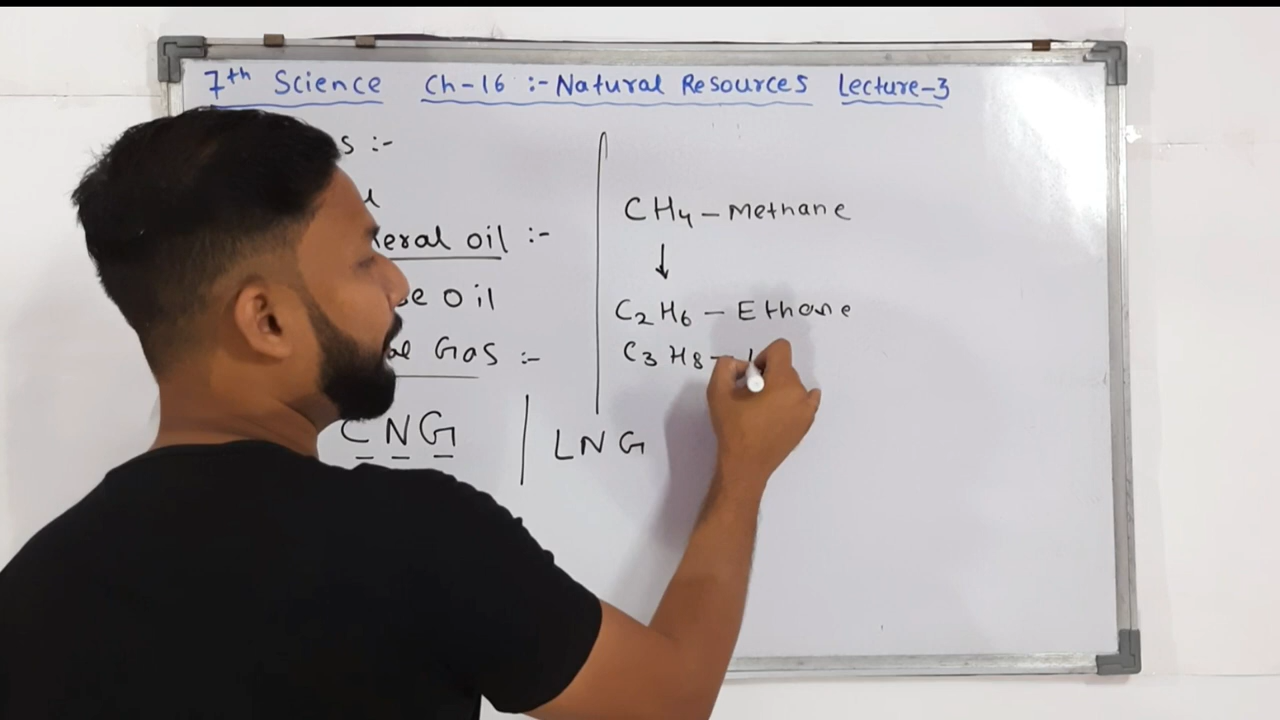 7th Science Ch-16 :- Natural Resources Lecture-3
s :-
eral oil :-
se Oil
Gas :-
CNG | LNG
CH4 - Methane
↓
C2H6 - Ethane
C3H8 -